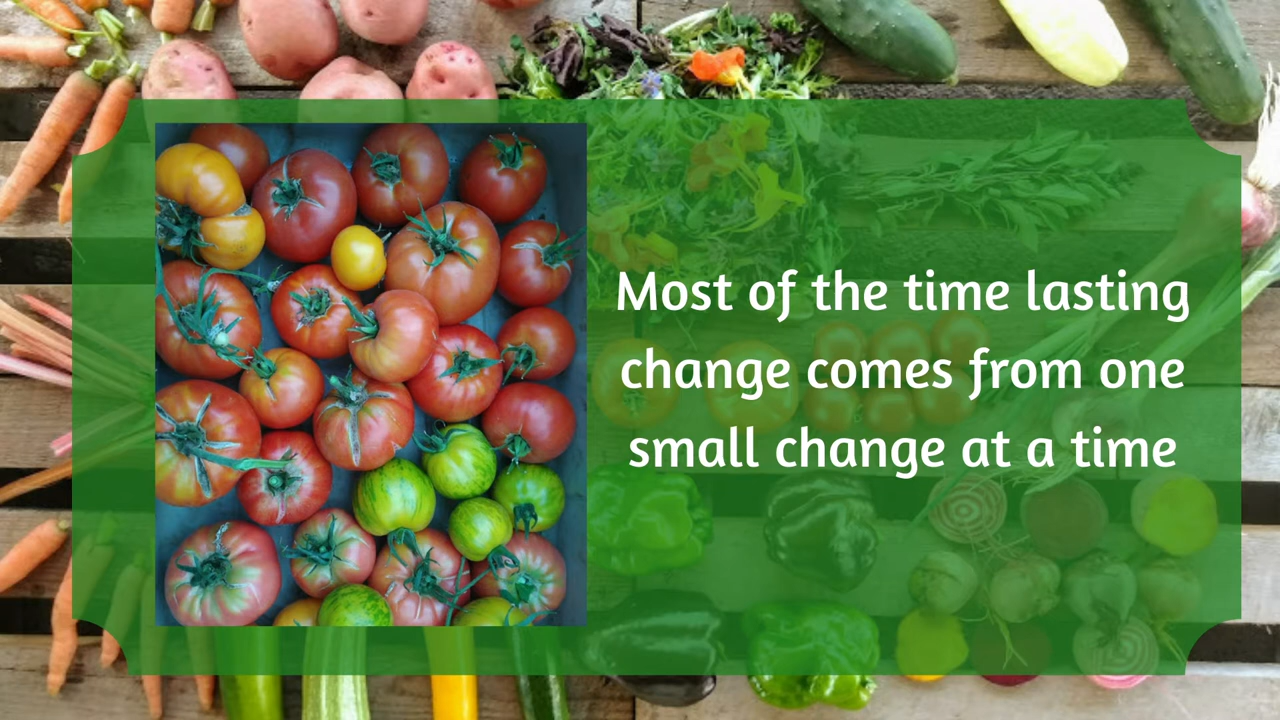 Most of the time lasting
change comes from one
small change at a time